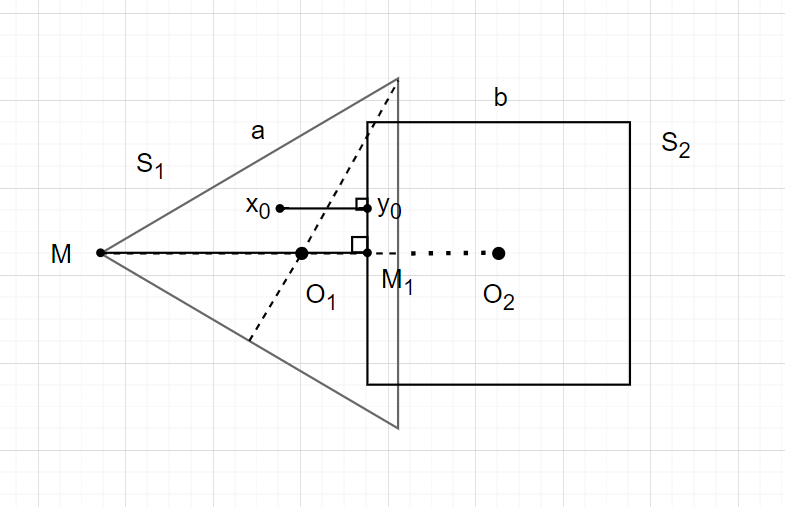 b
a
S₂
S₁
x₀
y₀
M
M₁
O₁
O₂